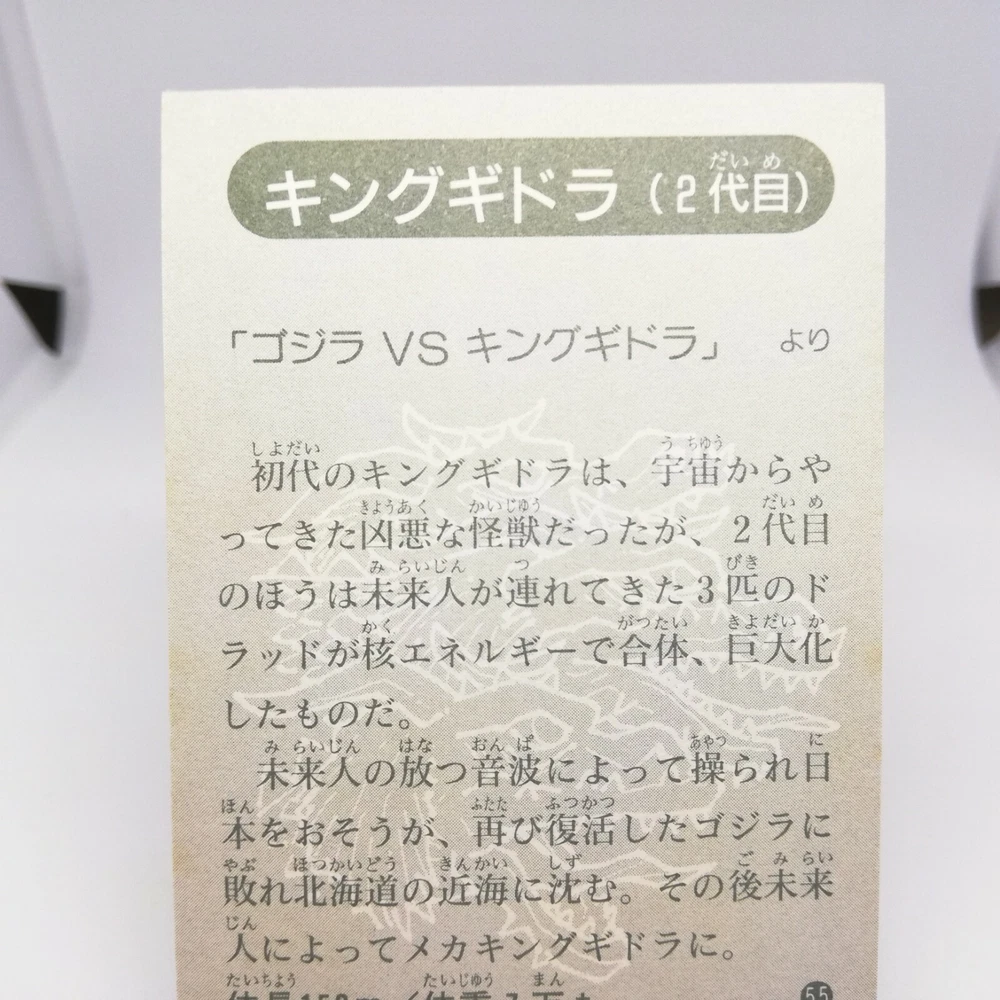 キングギドラ（2代目）
「ゴジラ VS キングギドラ」 より
初代のキングギドラは、宇宙からや
ってきた凶悪な怪獣だったが、2代目
のほうは未来人が連れてきた3匹のド
ラッドが核エネルギーで合体、巨大化
したものだ。
未来人の放つ音波によって操られ日
本をおそうが、再び復活したゴジラに
敗れ北海道の近海に沈む。その後未来
人によってメカキングギドラに。
55